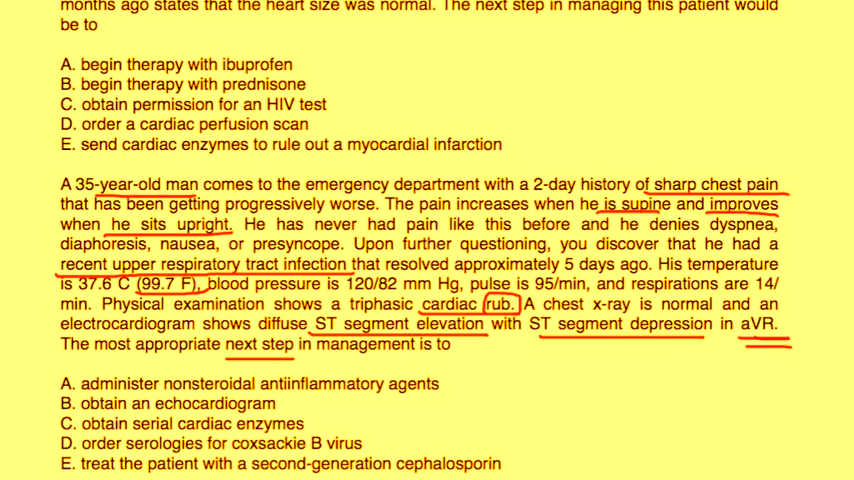 months ago states that the heart size was normal. The next step in managing this patient would
be to
A. begin therapy with ibuprofen
B. begin therapy with prednisone
C. obtain permission for an HIV test
D. order a cardiac perfusion scan
E. send cardiac enzymes to rule out a myocardial infarction
A 35-year-old man comes to the emergency department with a 2-day history of sharp chest pain
that has been getting progressively worse. The pain increases when he is supine and improves
when he sits upright. He has never had pain like this before and he denies dyspnea,
diaphoresis, nausea, or presyncope. Upon further questioning, you discover that he had a
recent upper respiratory tract infection that resolved approximately 5 days ago. His temperature
is 37.6 C (99.7 F), blood pressure is 120/82 mm Hg, pulse is 95/min, and respirations are 14/
min. Physical examination shows a triphasic cardiac rub. A chest x-ray is normal and an
electrocardiogram shows diffuse ST segment elevation with ST segment depression in aVR.
The most appropriate next step in management is to
A. administer nonsteroidal antiinflammatory agents
B. obtain an echocardiogram
C. obtain serial cardiac enzymes
D. order serologies for coxsackie B virus
E. treat the patient with a second-generation cephalosporin